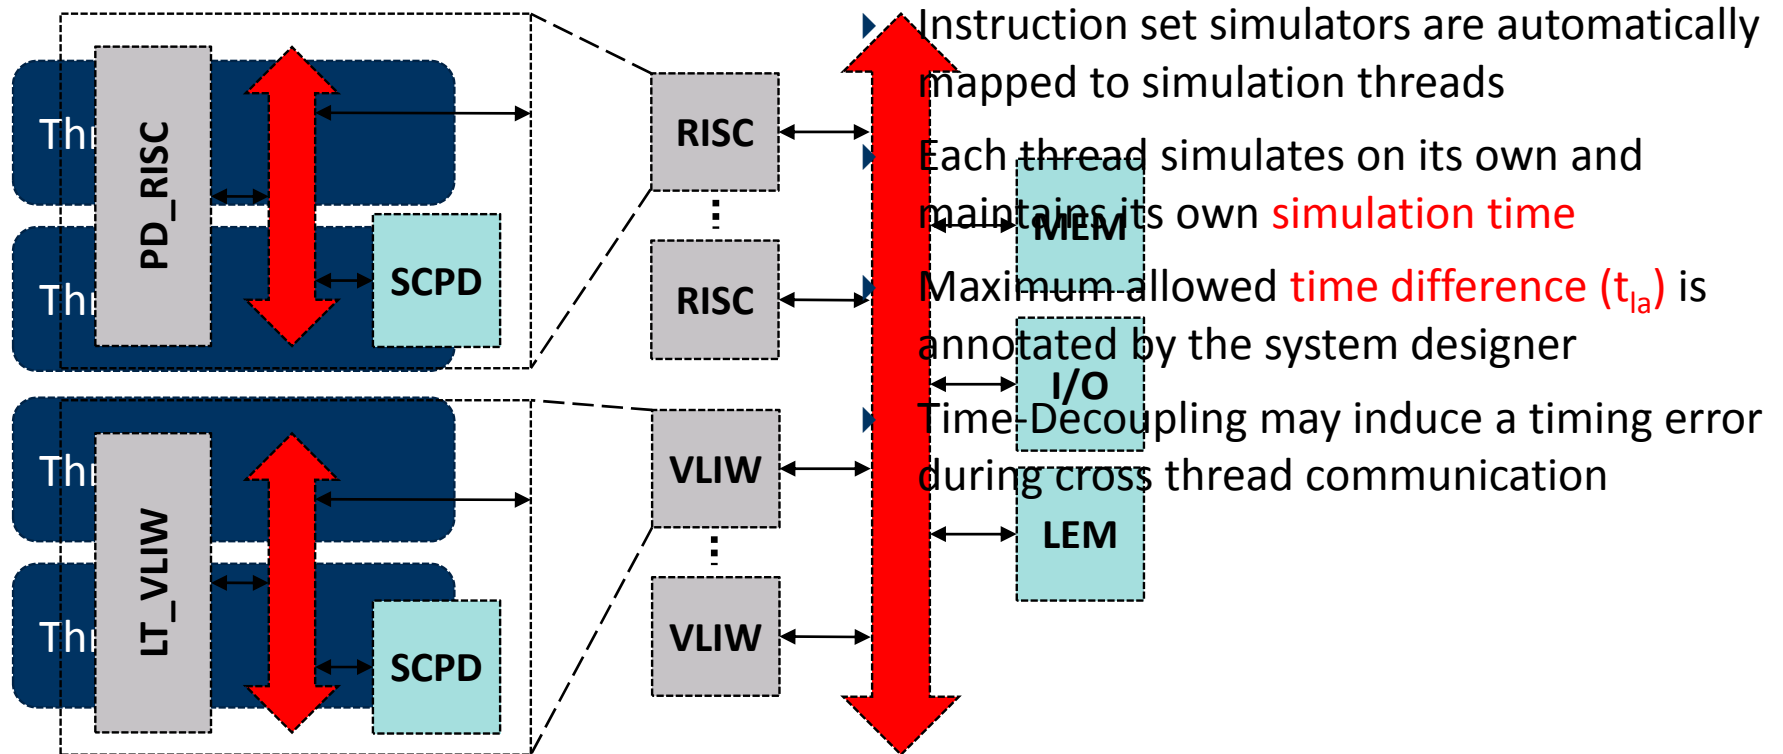 Instruction set simulators are automatically
mapped to simulation threads
Each thread simulates on its own and
maintains its own simulation time
Maximum allowed time difference (t_la) is
annotated by the system designer
Time-Decoupling may induce a timing error
during cross thread communication
PD_RISC
SCPD
LT_VLIW
SCPD
RISC
RISC
VLIW
VLIW
MEM
I/O
LEM